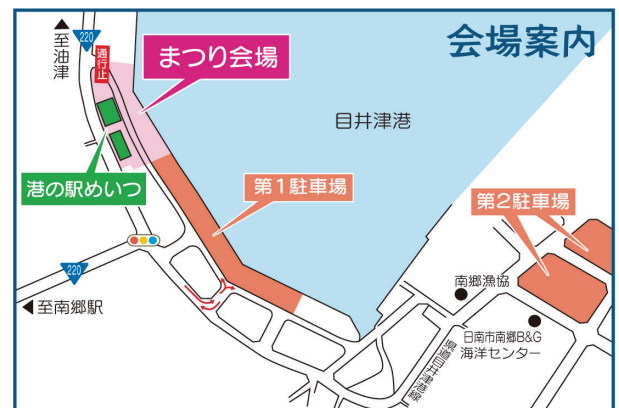 会場案内
▲至油津
220
通行止
まつり会場
目井津港
港の駅めいつ
第1駐車場
第2駐車場
220
◀至南郷駅
南郷漁協
日南市南郷B&G
海洋センター
県道目井津港線